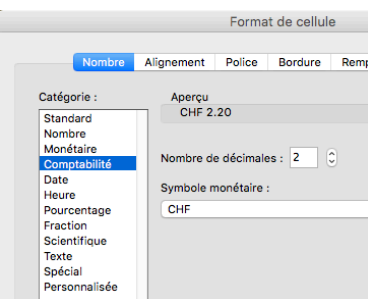 Format de cellule
Nombre Alignement Police Bordure Remp
Catégorie : Aperçu
Standard CHF 2.20
Nombre
Monétaire Nombre de décimales : 2
Comptabilité
Date Symbole monétaire :
Heure
Pourcentage CHF
Fraction
Scientifique
Texte
Spécial
Personnalisée